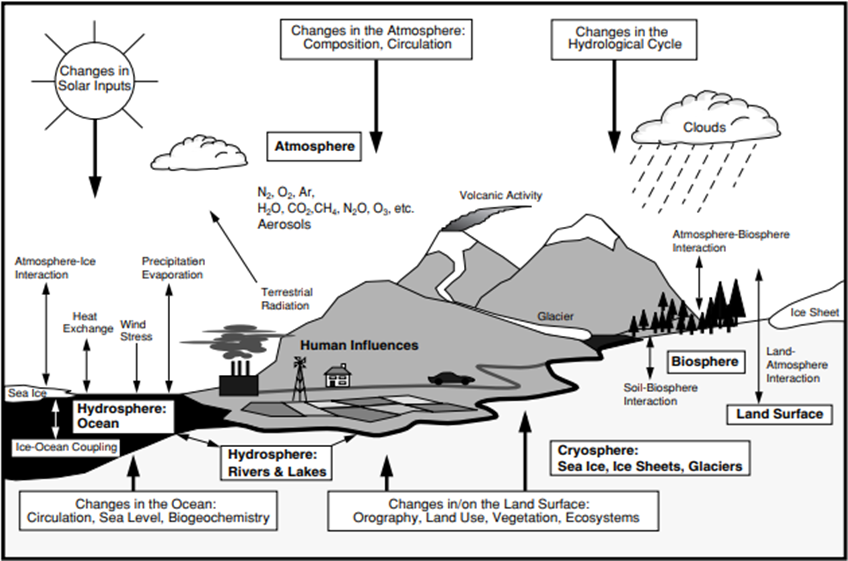 Changes in
Solar Inputs
Changes in the Atmosphere:
Composition, Circulation
Changes in the
Hydrological Cycle
Clouds
Atmosphere
N₂, O₂, Ar,
H₂O, CO₂,CH₄, N₂O, O₃, etc.
Aerosols
Volcanic Activity
Atmosphere-Biosphere
Interaction
Atmosphere-Ice
Interaction
Precipitation
Evaporation
Terrestrial
Radiation
Heat
Exchange
Wind
Stress
Glacier
Ice Sheet
Human Influences
Biosphere
Land-
Atmosphere
Interaction
Soil-Biosphere
Interaction
Land Surface
Sea Ice
Hydrosphere:
Ocean
Ice-Ocean Coupling
Hydrosphere:
Rivers & Lakes
Cryosphere:
Sea Ice, Ice Sheets, Glaciers
Changes in the Ocean:
Circulation, Sea Level, Biogeochemistry
Changes in/on the Land Surface:
Orography, Land Use, Vegetation, Ecosystems